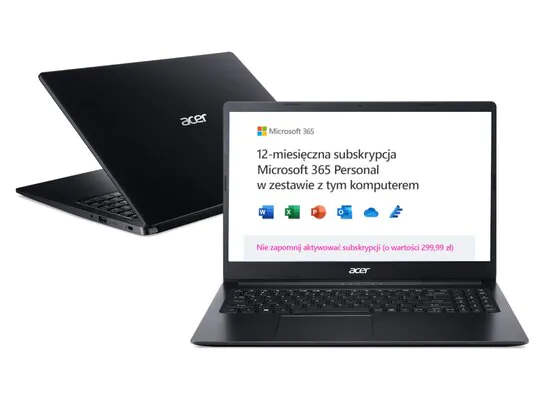 acer
Microsoft 365
12-miesięczna subskrypcja
Microsoft 365 Personal
w zestawie z tym komputerem
W X P O
Nie zapomnij aktywować subskrypcji (o wartości 299,99 zł)
acer